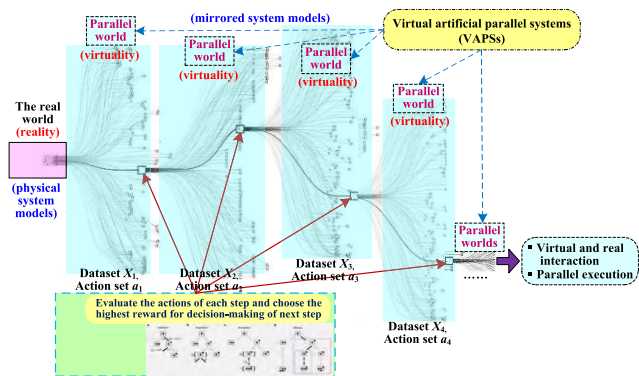 (mirrored system models)
Virtual artificial parallel systems
(VAPSs)
Parallel
world
(virtuality)
Parallel
world
(virtuality)
Parallel
world
(virtuality)
Parallel
world
(virtuality)
The real
world
(reality)
(physical
system
models)
Parallel
worlds
......
▪ Virtual and real
interaction
▪ Parallel execution
Dataset X1,
Action set a1
Dataset X2,
Action set a2
Dataset X3,
Action set a3
Dataset X4,
Action set a4
Evaluate the actions of each step and choose the
highest reward for decision-making of next step